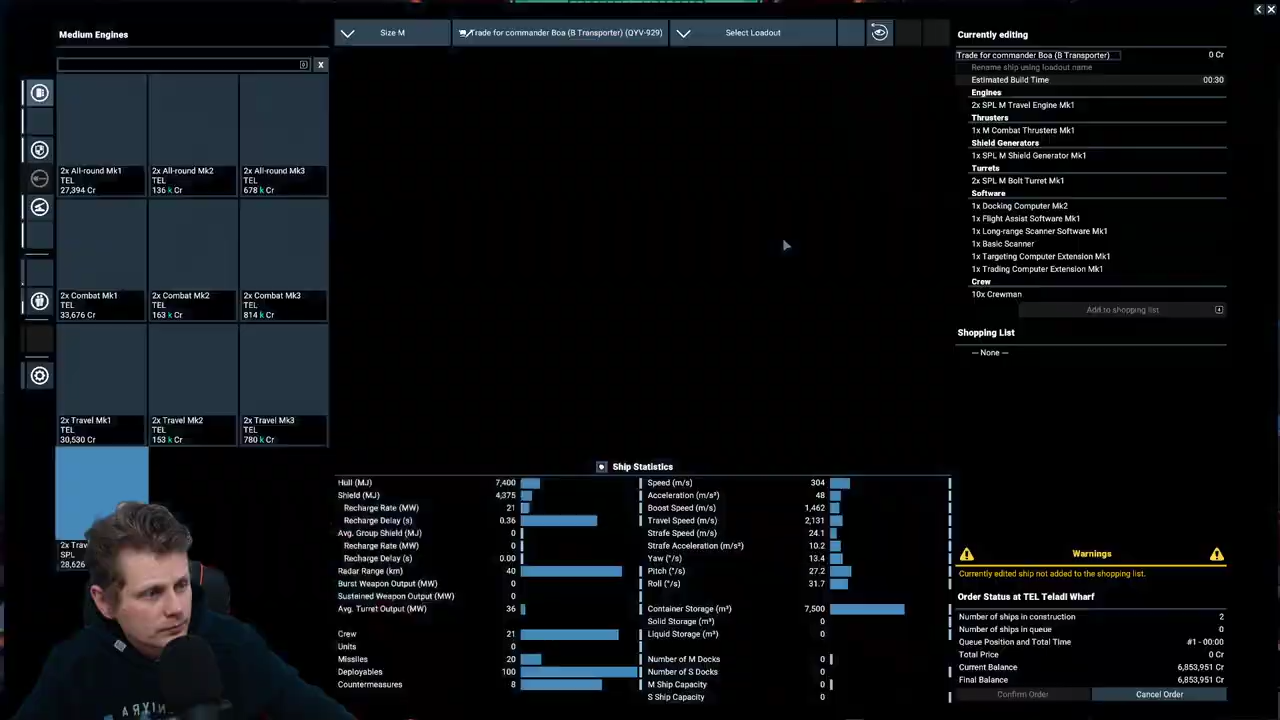 Medium Engines
x
2x All-round Mk1
TEL
27,394 Cr
2x All-round Mk2
TEL
136 k Cr
2x All-round Mk3
TEL
678 k Cr
2x Combat Mk1
TEL
33,676 Cr
2x Combat Mk2
TEL
163 k Cr
2x Combat Mk3
TEL
814 k Cr
2x Travel Mk1
TEL
30,530 Cr
2x Travel Mk2
TEL
153 k Cr
2x Travel Mk3
TEL
780 k Cr
SPL
28,626
Size M
Trade for commander Boa (B Transporter) (QYV-929)
Select Loadout
Ship Statistics
Hull (MJ) 7,400
Shield (MJ) 4,375
Recharge Rate (MW) 21
Recharge Delay (s) 0.36
Avg. Group Shield (MJ) 0
Recharge Rate (MW) 0
Recharge Delay (s) 0.00
Radar Range (km) 40
Burst Weapon Output (MW) 0
Sustained Weapon Output (MW) 0
Avg. Turret Output (MW) 36
Crew 21
Units 0
Missiles 20
Deployables 100
Countermeasures 8
Speed (m/s) 304
Acceleration (m/s²) 48
Boost Speed (m/s) 1,462
Travel Speed (m/s) 2,131
Strafe Speed (m/s) 24.1
Strafe Acceleration (m/s²) 10.2
Yaw (°/s) 13.4
Pitch (°/s) 27.2
Roll (°/s) 31.7
Container Storage (m³) 7,500
Solid Storage (m³) 0
Liquid Storage (m³) 0
Number of M Docks 0
Number of S Docks 0
M Ship Capacity 0
S Ship Capacity 0
Currently editing
Trade for commander Boa (B Transporter) 0 Cr
Rename ship using loadout name
Estimated Build Time 00:30
Engines
2x SPL M Travel Engine Mk1
Thrusters
1x M Combat Thrusters Mk1
Shield Generators
1x SPL M Shield Generator Mk1
Turrets
2x SPL M Bolt Turret Mk1
Software
1x Docking Computer Mk2
1x Flight Assist Software Mk1
1x Long-range Scanner Software Mk1
1x Basic Scanner
1x Targeting Computer Extension Mk1
1x Trading Computer Extension Mk1
Crew
10x Crewman
Add to shopping list
Shopping List
— None —
Warnings
Currently edited ship not added to the shopping list.
Order Status at TEL Teladi Wharf
Number of ships in construction 2
Number of ships in queue 0
Queue Position and Total Time #1 - 00:00
Total Price 0 Cr
Current Balance 6,853,951 Cr
Final Balance 6,853,951 Cr
Confirm Order
Cancel Order